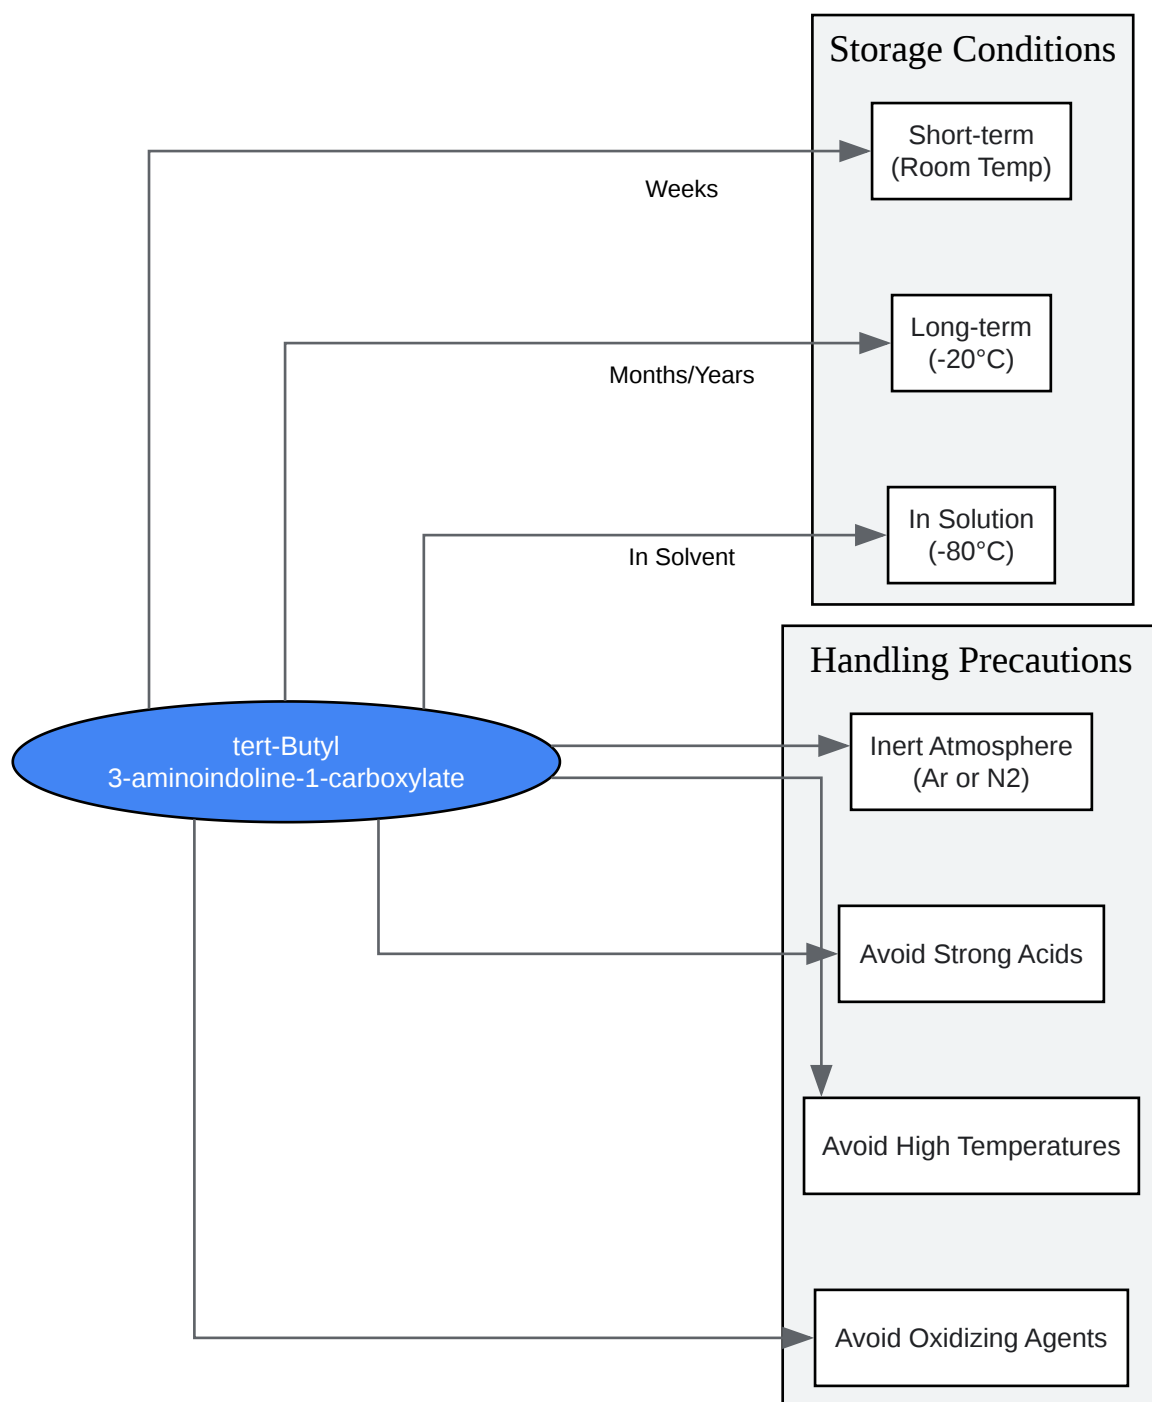 Storage Conditions
Short-term
(Room Temp)
Weeks
Long-term
(-20°C)
Months/Years
In Solution
(-80°C)
In Solvent
Handling Precautions
tert-Butyl
3-aminoindoline-1-carboxylate
Inert Atmosphere
(Ar or N2)
Avoid Strong Acids
Avoid High Temperatures
Avoid Oxidizing Agents